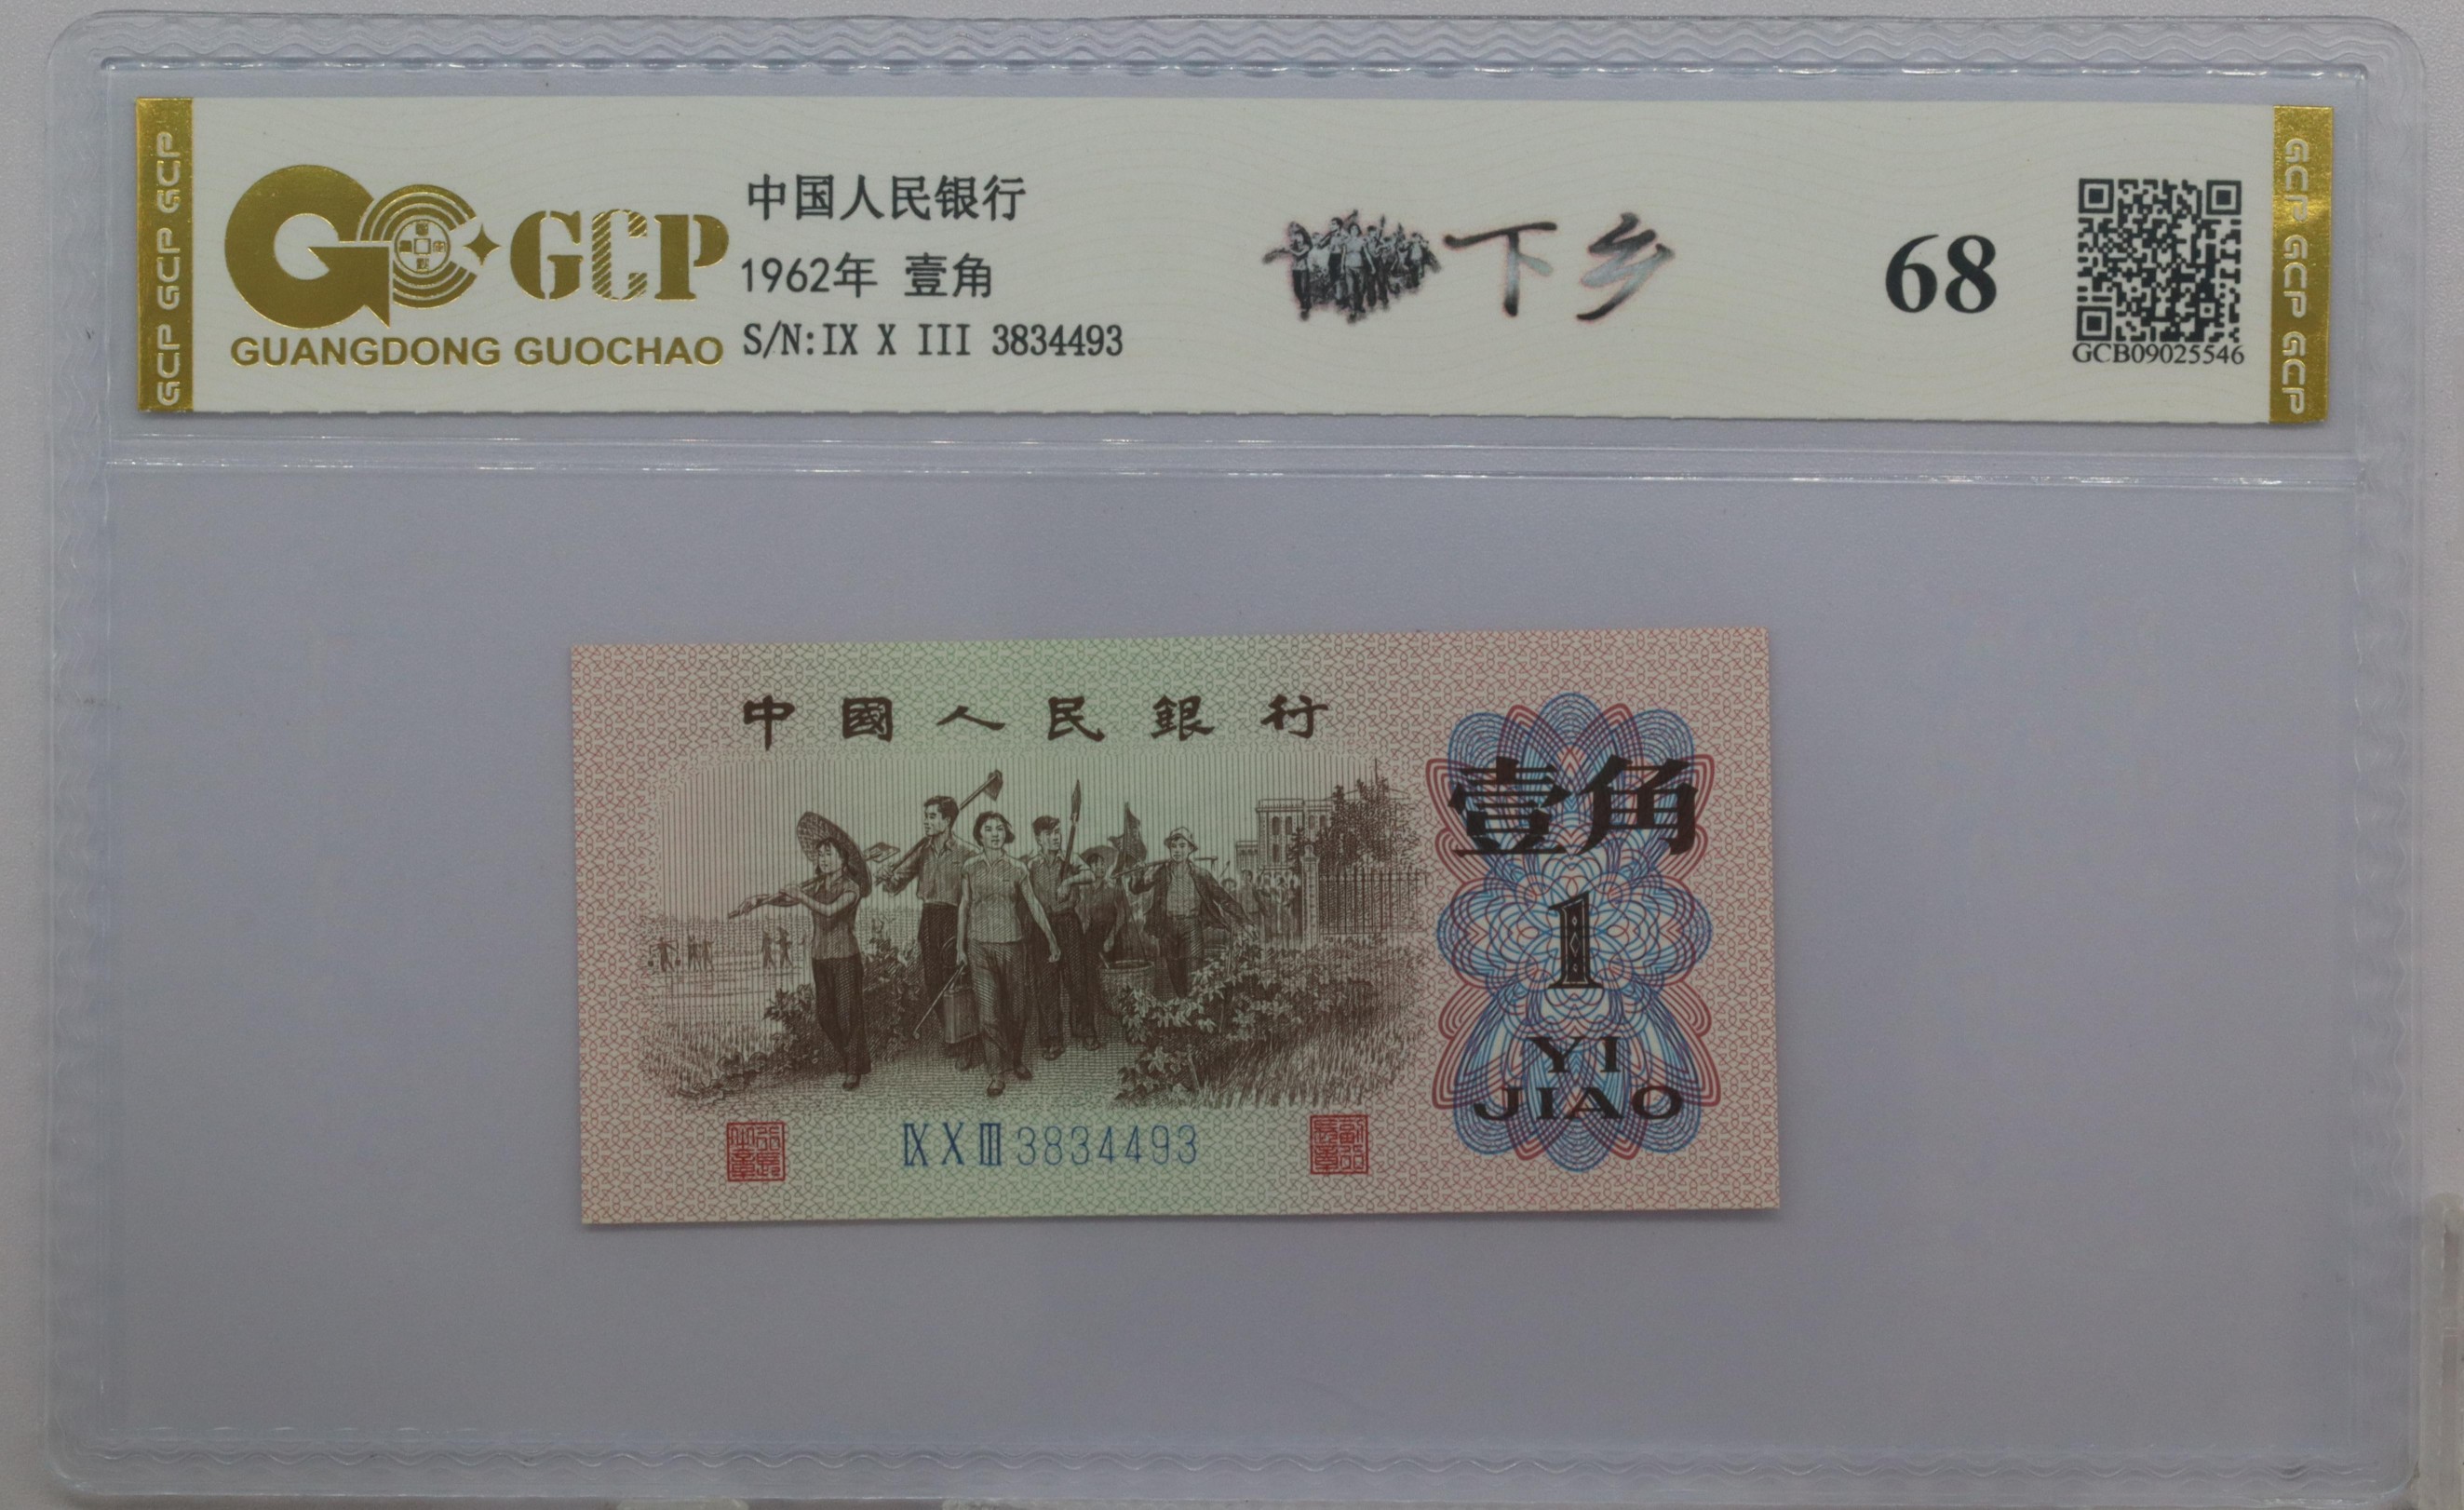 GCP GCP GCP
GCP
GUANGDONG GUOCHAO
中国人民银行
1962年 壹角
S/N:IX X III 3834493
下乡
68
GCB09025546
GCP GCP GCP
中國人民銀行
壹角
1
YI
JIAO
ⅨⅩⅢ3834493